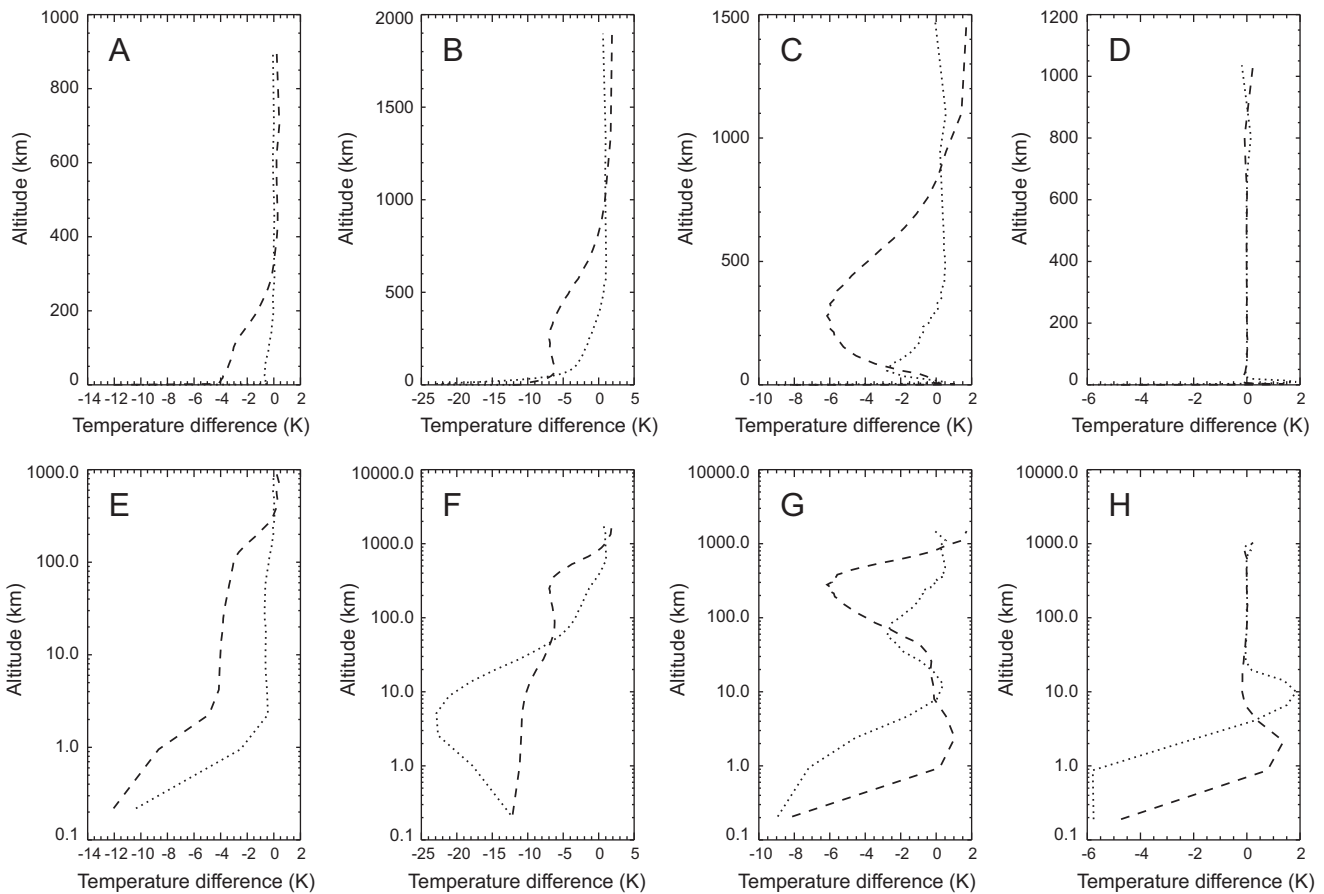 A
B
C
D
1000
800
600
400
200
0
Altitude (km)
-14 -12 -10 -8 -6 -4 -2 0 2
Temperature difference (K)
2000
1500
1000
500
0
Altitude (km)
-25 -20 -15 -10 -5 0 5
Temperature difference (K)
1500
1000
500
0
Altitude (km)
-10 -8 -6 -4 -2 0 2
Temperature difference (K)
1200
1000
800
600
400
200
0
Altitude (km)
-6 -4 -2 0 2
Temperature difference (K)
E
F
G
H
1000.0
100.0
10.0
1.0
0.1
Altitude (km)
-14 -12 -10 -8 -6 -4 -2 0 2
Temperature difference (K)
10000.0
1000.0
100.0
10.0
1.0
0.1
Altitude (km)
-25 -20 -15 -10 -5 0 5
Temperature difference (K)
10000.0
1000.0
100.0
10.0
1.0
0.1
Altitude (km)
-10 -8 -6 -4 -2 0 2
Temperature difference (K)
10000.0
1000.0
100.0
10.0
1.0
0.1
Altitude (km)
-6 -4 -2 0 2
Temperature difference (K)